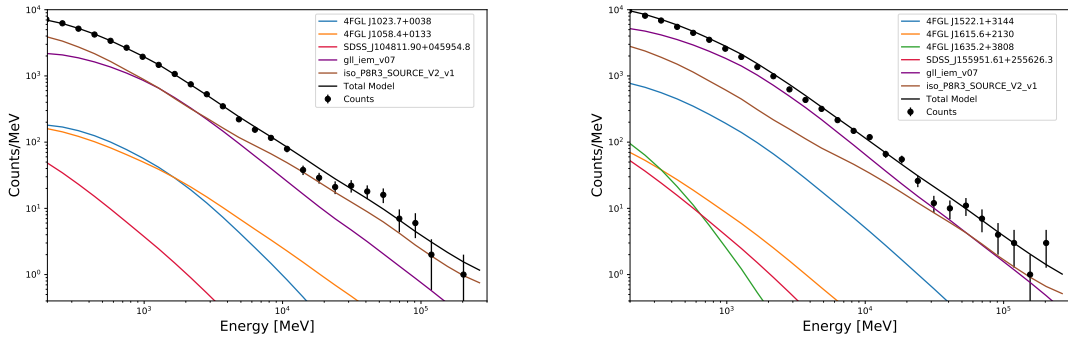 4FGL J1023.7+0038
4FGL J1058.4+0133
SDSS_J104811.90+045954.8
gll_iem_v07
iso_P8R3_SOURCE_V2_v1
Total Model
Counts
Counts/MeV
10⁴
10³
10²
10¹
10⁰
10³
10⁴
10⁵
Energy [MeV]
4FGL J1522.1+3144
4FGL J1615.6+2130
4FGL J1635.2+3808
SDSS_J155951.61+255626.3
gll_iem_v07
iso_P8R3_SOURCE_V2_v1
Total Model
Counts
Counts/MeV
10⁴
10³
10²
10¹
10⁰
10³
10⁴
10⁵
Energy [MeV]